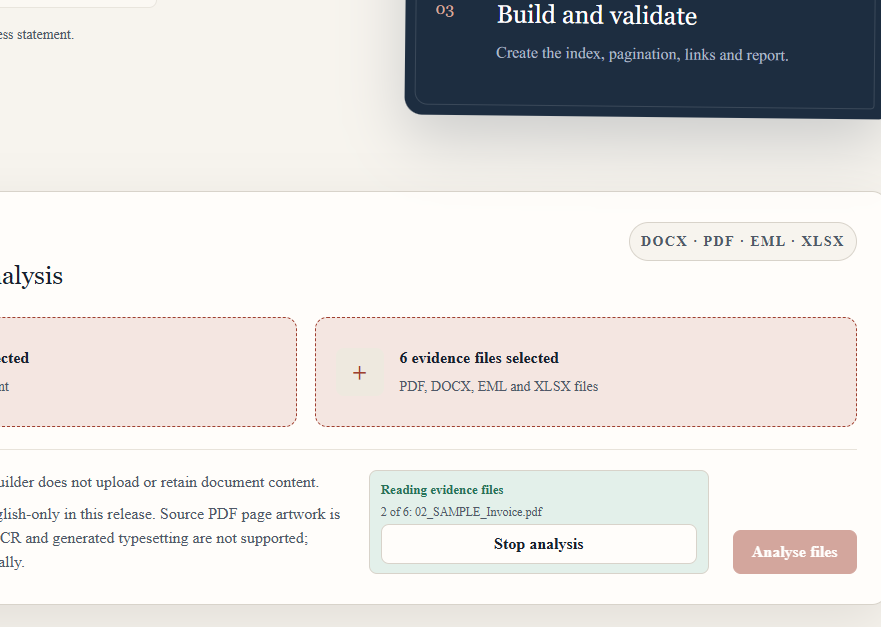 ess statement.
03
Build and validate
Create the index, pagination, links and report.
DOCX · PDF · EML · XLSX
alysis
cted
nt
+
6 evidence files selected
PDF, DOCX, EML and XLSX files
uilder does not upload or retain document content.
glish-only in this release. Source PDF page artwork is
CR and generated typesetting are not supported;
ally.
Reading evidence files
2 of 6: 02_SAMPLE_Invoice.pdf
Stop analysis
Analyse files